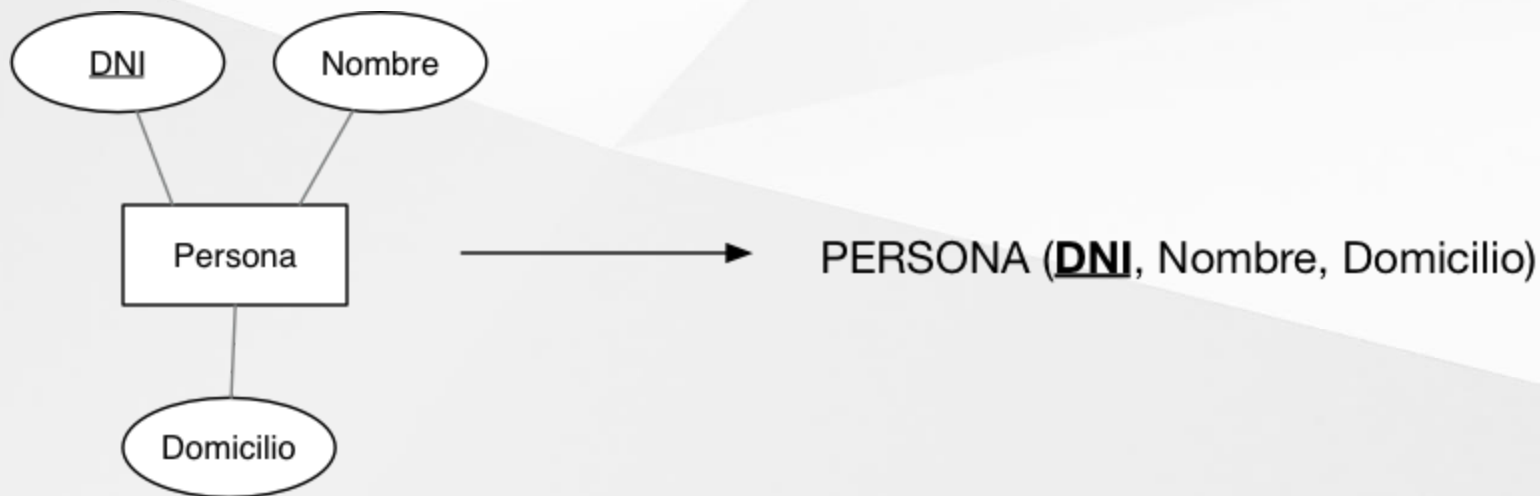 DNI
Nombre
Persona
PERSONA (DNI, Nombre, Domicilio)
Domicilio